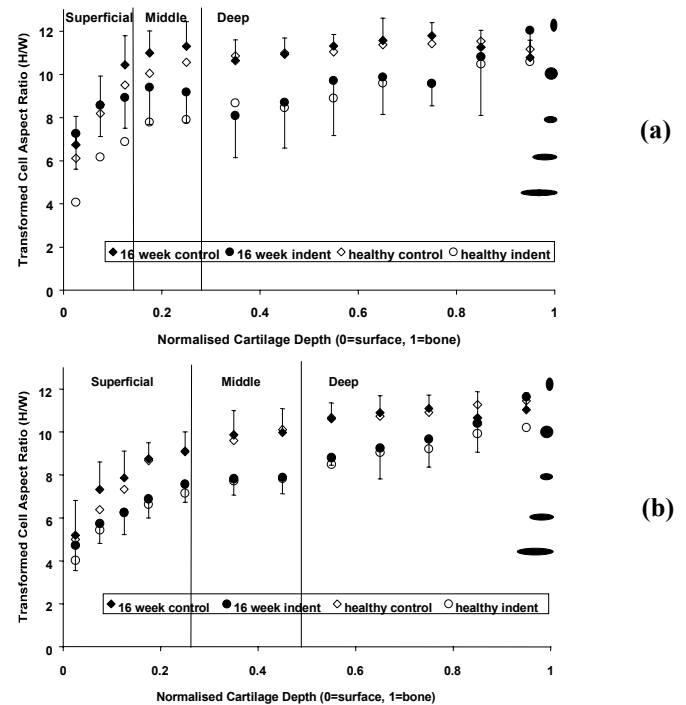 Superficial Middle Deep
12
10
8
6
4
2
0
Transformed Cell Aspect Ratio (H/W)
16 week control 16 week indent healthy control healthy indent
0 0.2 0.4 0.6 0.8 1
Normalised Cartilage Depth (0=surface, 1=bone)
(a)
Superficial Middle Deep
12
10
8
6
4
2
0
Transformed Cell Aspect Ratio (H/W)
16 week control 16 week indent healthy control healthy indent
0 0.2 0.4 0.6 0.8 1
Normalised Cartilage Depth (0=surface, 1=bone)
(b)